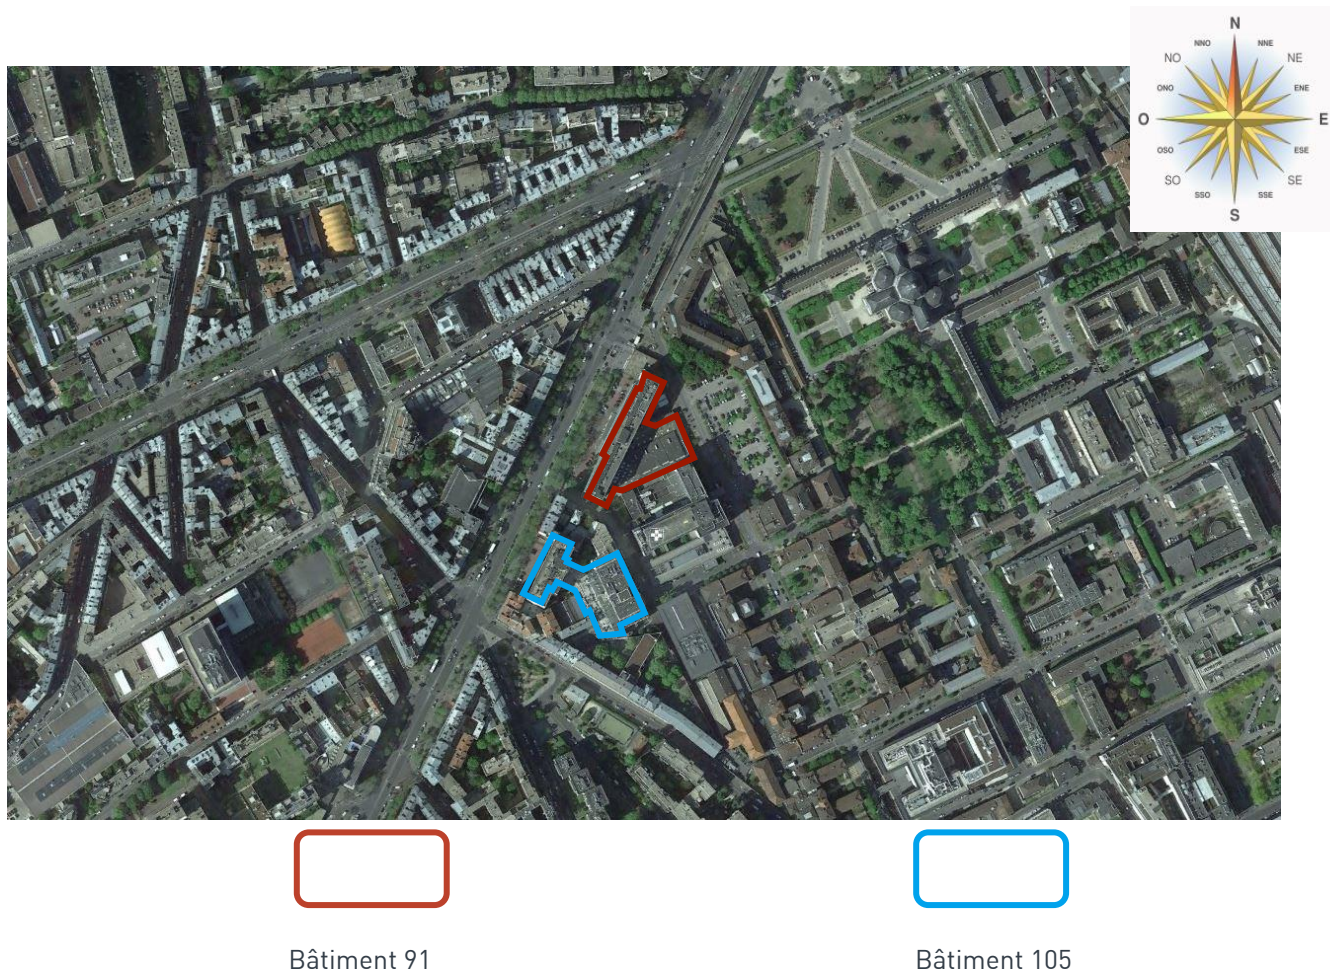 N
NNO NNE
NO NE
ONO ENE
O E
OSO ESE
SO SE
SSO SSE
S
Bâtiment 91 Bâtiment 105